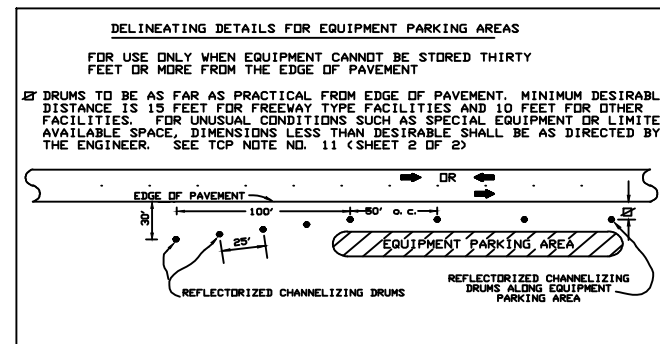 DELINEATING DETAILS FOR EQUIPMENT PARKING AREAS
FOR USE ONLY WHEN EQUIPMENT CANNOT BE STORED THIRTY
FEET OR MORE FROM THE EDGE OF PAVEMENT
DRUMS TO BE AS FAR AS PRACTICAL FROM EDGE OF PAVEMENT. MINIMUM DESIRABL
DISTANCE IS 15 FEET FOR FREEWAY TYPE FACILITIES AND 10 FEET FOR OTHER
FACILITIES. FOR UNUSUAL CONDITIONS SUCH AS SPECIAL EQUIPMENT OR LIMITE
AVAILABLE SPACE, DIMENSIONS LESS THAN DESIRABLE SHALL BE AS DIRECTED BY
THE ENGINEER. SEE TCP NOTE NO. 11 (SHEET 2 OF 2)
OR
EDGE OF PAVEMENT
30'
100'
50' o. c.
25'
EQUIPMENT PARKING AREA
REFLECTORIZED CHANNELIZING DRUMS
REFLECTORIZED CHANNELIZING
DRUMS ALONG EQUIPMENT
PARKING AREA